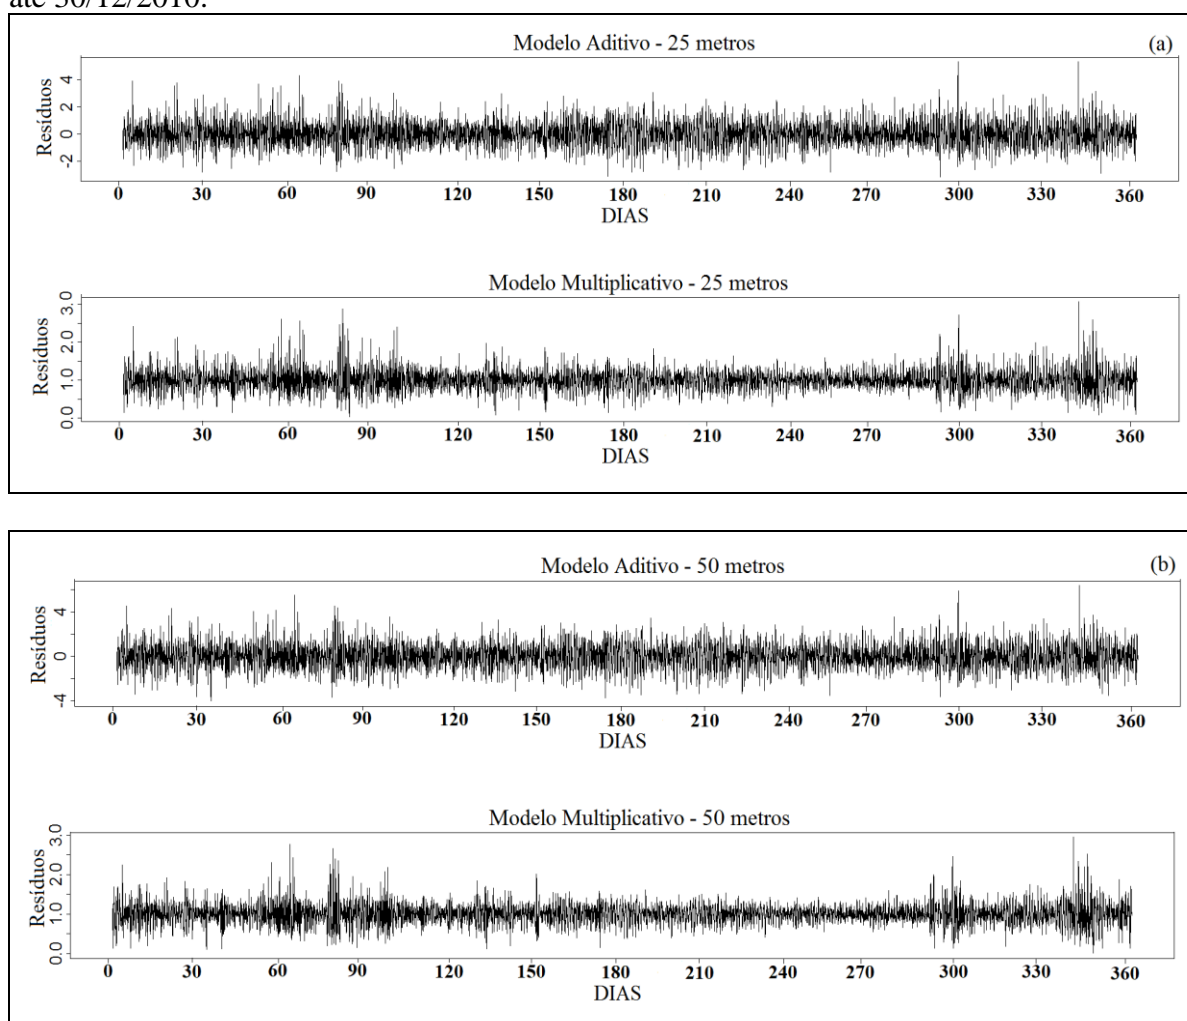 até 30/12/2010.
Modelo Aditivo - 25 metros (a)
Resíduos
4
2
0
-2
0 30 60 90 120 150 180 210 240 270 300 330 360
DIAS
Modelo Multiplicativo - 25 metros
Resíduos
3.0
2.0
1.0
0.0
0 30 60 90 120 150 180 210 240 270 300 330 360
DIAS
Modelo Aditivo - 50 metros (b)
Resíduos
4
0
-4
0 30 60 90 120 150 180 210 240 270 300 330 360
DIAS
Modelo Multiplicativo - 50 metros
Resíduos
3.0
2.0
1.0
0.0
0 30 60 90 120 150 180 210 240 270 300 330 360
DIAS